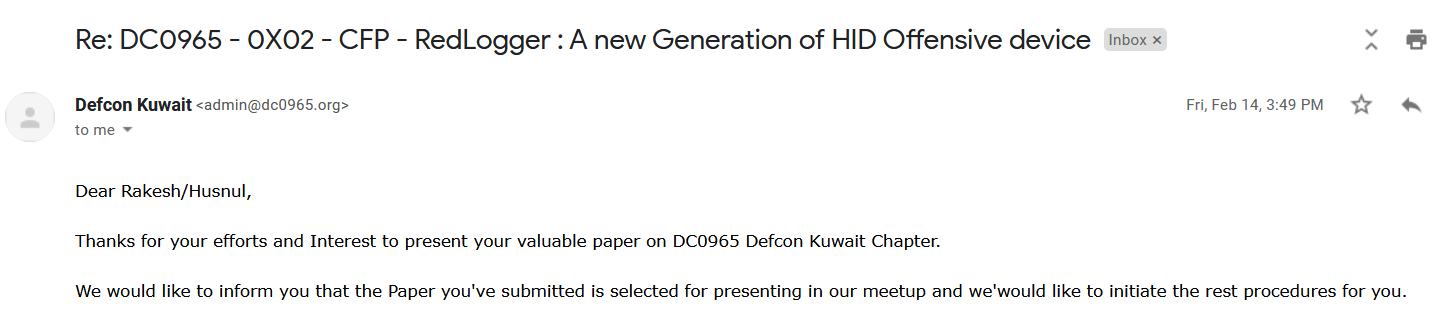 Re: DC0965 - 0X02 - CFP - RedLogger : A new Generation of HID Offensive device Inbox ×
Defcon Kuwait <admin@dc0965.org> Fri, Feb 14, 3:49 PM
to me
Dear Rakesh/Husnul,
Thanks for your efforts and Interest to present your valuable paper on DC0965 Defcon Kuwait Chapter.
We would like to inform you that the Paper you've submitted is selected for presenting in our meetup and we'would like to initiate the rest procedures for you.